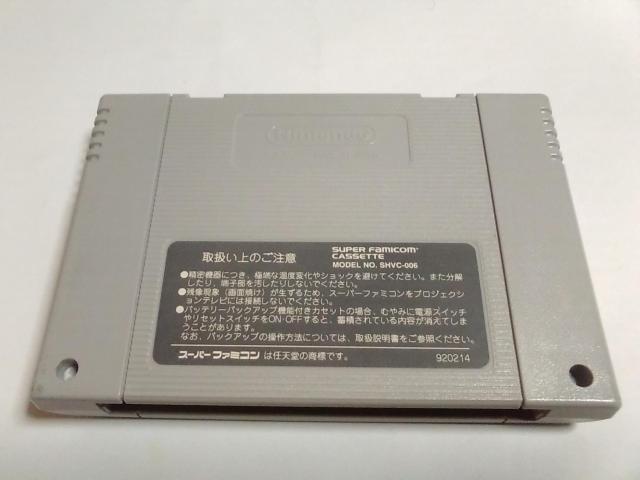 Nintendo
取扱い上のご注意
SUPER Famicom
CASSETTE
MODEL NO. SHVC-006
●精密機器につき、極端な温度変化やショックを避けてください。また分解
したり、端子部を汚したりしないでください。
●残像現象(画面焼け)が生ずるため、スーパーファミコンをプロジェクシ
ョンテレビには接続しないでください。
●バッテリーバックアップ機能付きカセットの場合、むやみに電源スイッチ
やリセットスイッチをON・OFFすると、蓄積されている内容が消えてしま
うことがあります。
なお、バックアップの操作方法については、取扱説明書をご参照ください。
スーパーファミコン は任天堂の商標です。
920214